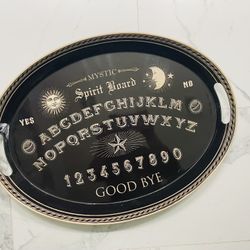 MYSTIC
Spirit Board
YES NO
ABCDEFGHIJKLM
NOPQRSTUVWXYZ
1234567890
GOOD BYE